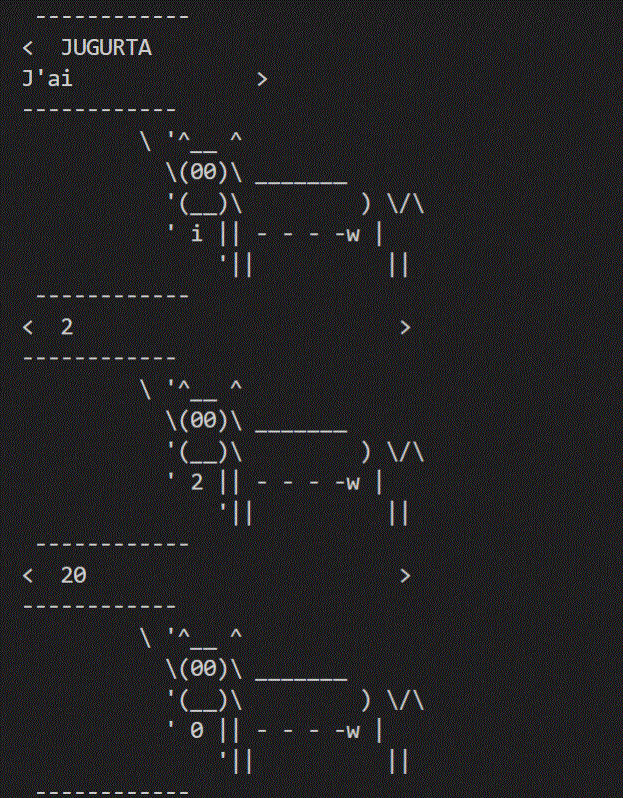 ------------
<  JUGURTA
J'ai              >
------------
         \ '^__ ^
           \(00)\ _______
           '(__)\         ) \/\
           ' i || - - - -w |
               '||          ||
 ------------
<  2                         >
------------
         \ '^__ ^
           \(00)\ _______
           '(__)\         ) \/\
           ' 2 || - - - -w |
               '||          ||
 ------------
<  20                        >
------------
         \ '^__ ^
           \(00)\ _______
           '(__)\         ) \/\
           ' 0 || - - - -w |
               '||          ||
 ------------